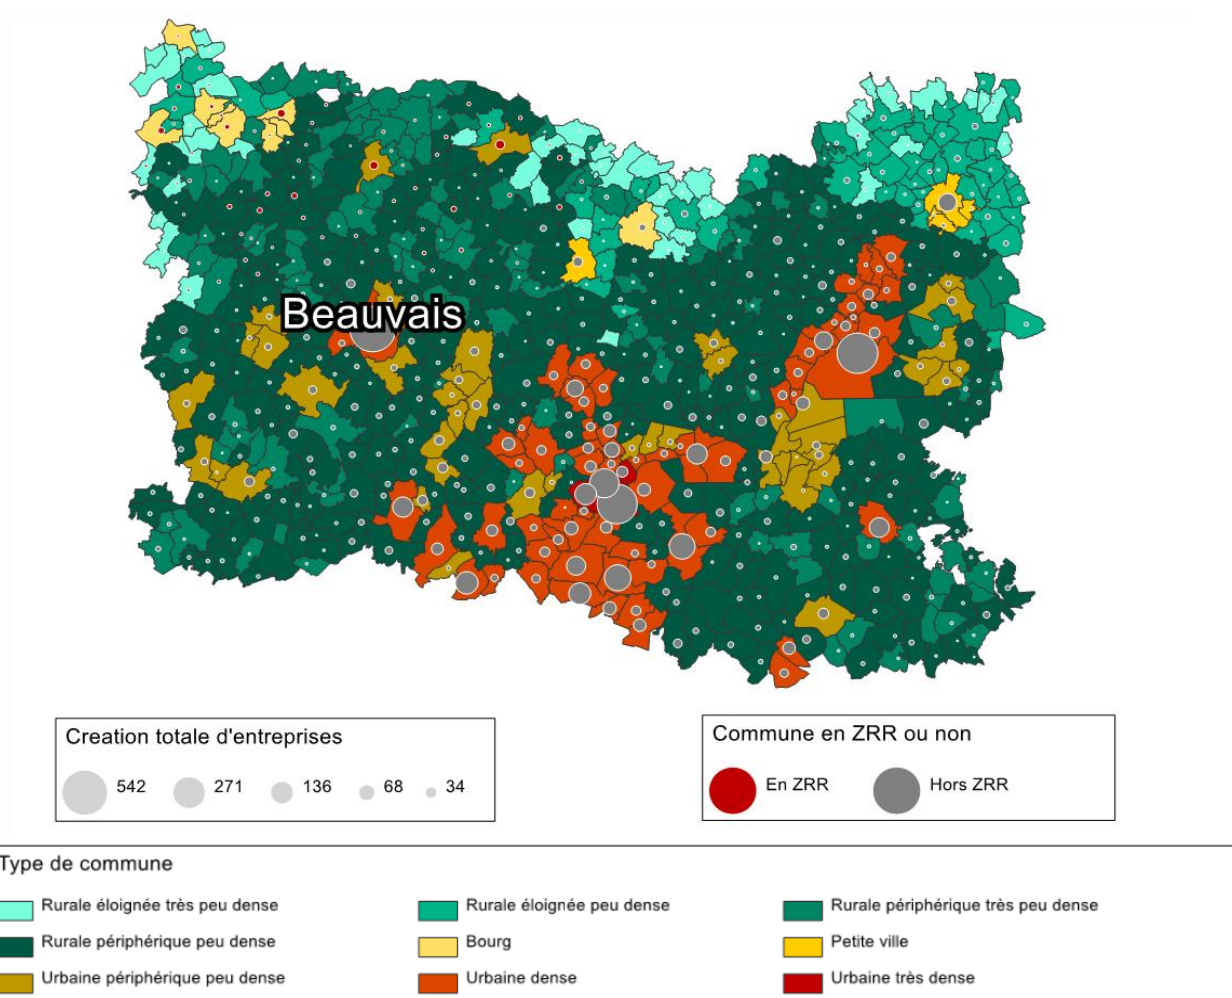 Beauvais
Creation totale d'entreprises
542 271 136 68 34
Commune en ZRR ou non
En ZRR Hors ZRR
Type de commune
Rurale éloignée très peu dense Rurale éloignée peu dense Rurale périphérique très peu dense
Rurale périphérique peu dense Bourg Petite ville
Urbaine périphérique peu dense Urbaine dense Urbaine très dense